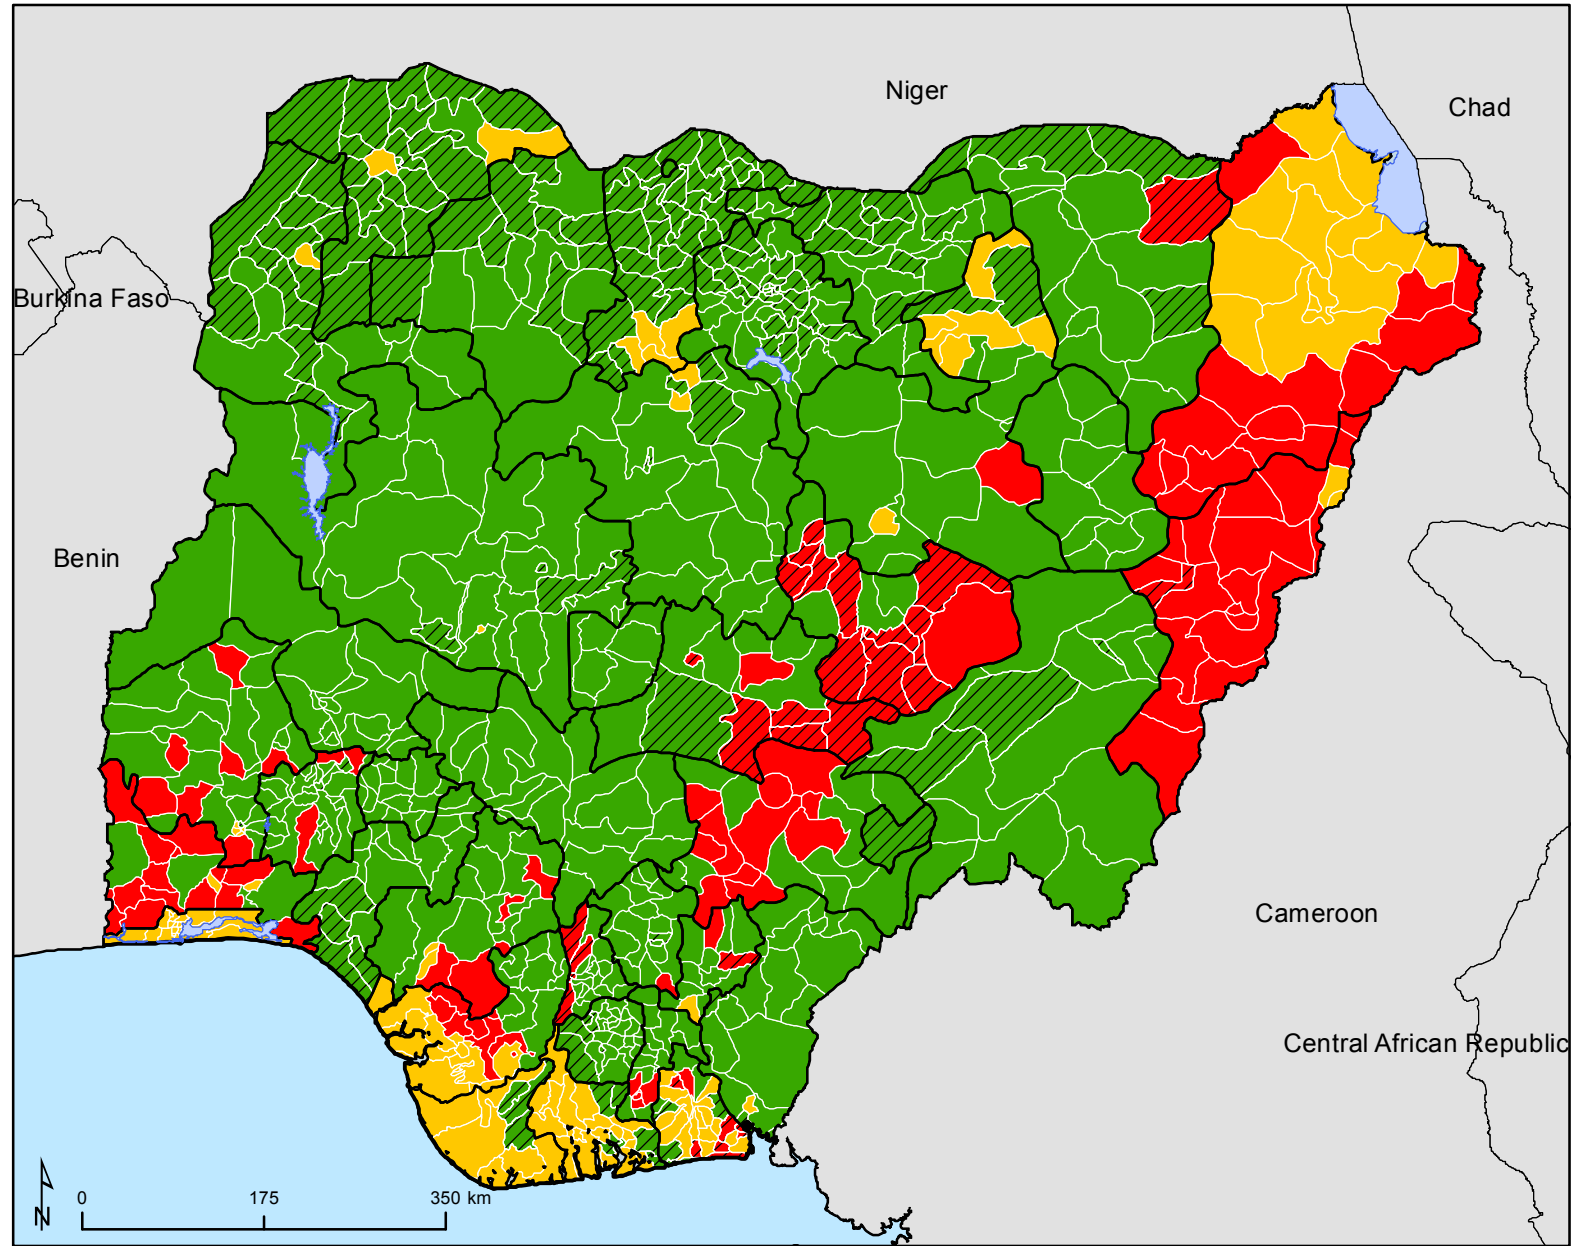 Niger
Chad
Burkina Faso
Benin
Cameroon
Central African Republic
N
0 175 350 km